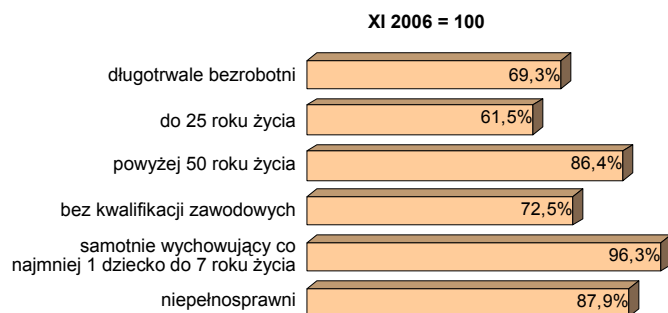 XI 2006 = 100
długotrwale bezrobotni 69,3%
do 25 roku życia 61,5%
powyżej 50 roku życia 86,4%
bez kwalifikacji zawodowych 72,5%
samotnie wychowujący co
najmniej 1 dziecko do 7 roku życia 96,3%
niepełnosprawni 87,9%